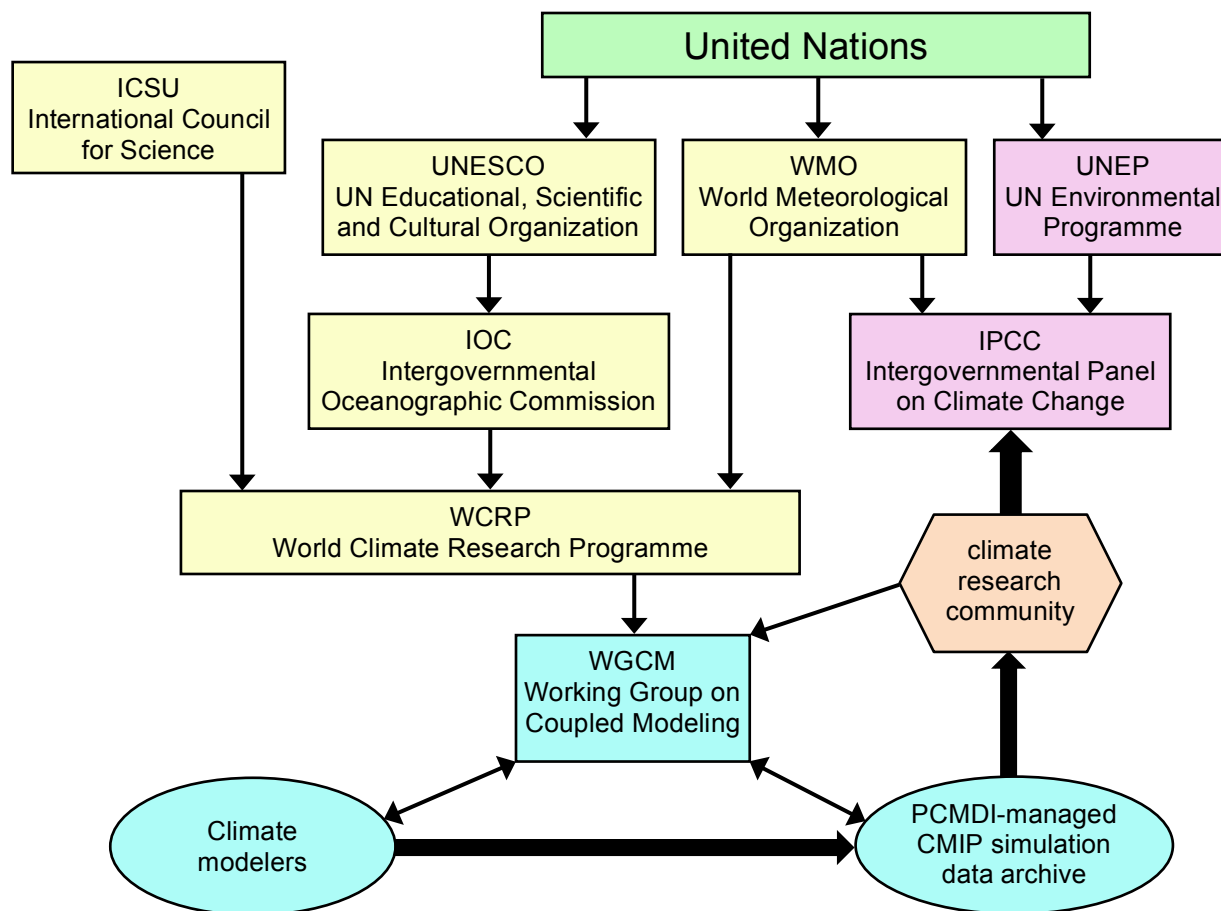 United Nations
ICSU
International Council
for Science
UNESCO
UN Educational, Scientific
and Cultural Organization
WMO
World Meteorological
Organization
UNEP
UN Environmental
Programme
IOC
Intergovernmental
Oceanographic Commission
IPCC
Intergovernmental Panel
on Climate Change
WCRP
World Climate Research Programme
climate
research
community
WGCM
Working Group on
Coupled Modeling
Climate
modelers
PCMDI-managed
CMIP simulation
data archive